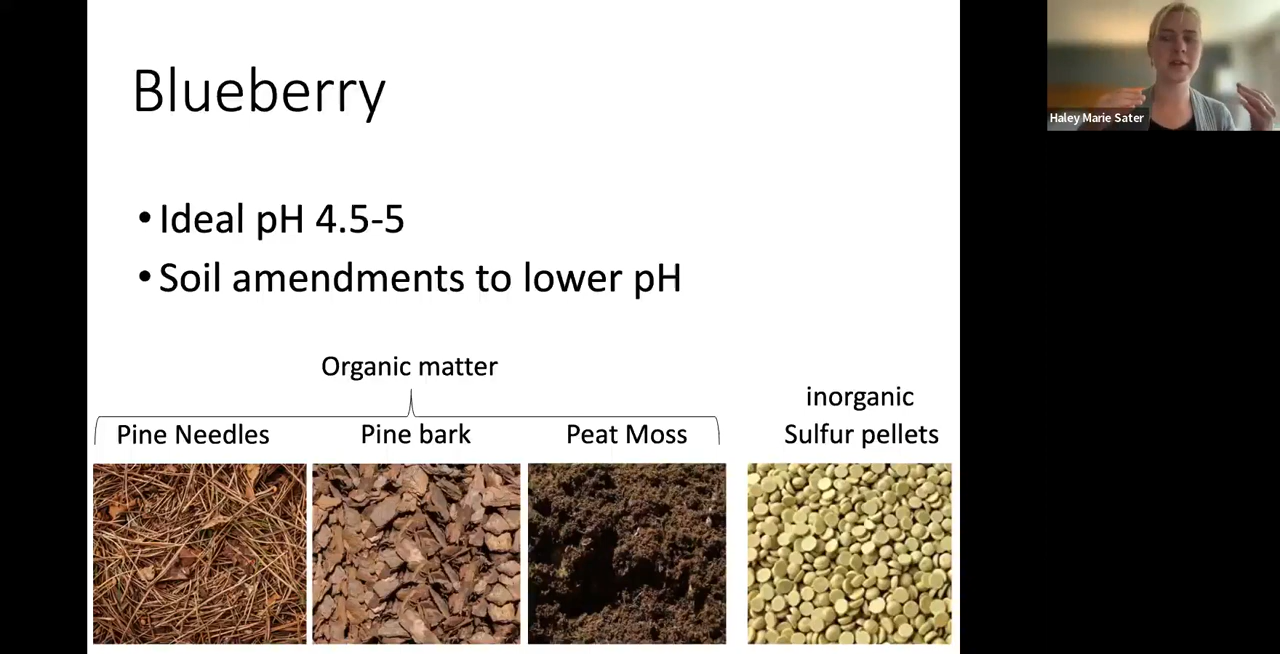 Blueberry
• Ideal pH 4.5-5
• Soil amendments to lower pH
Organic matter
Pine Needles
Pine bark
Peat Moss
inorganic
Sulfur pellets
Haley Marie Sater